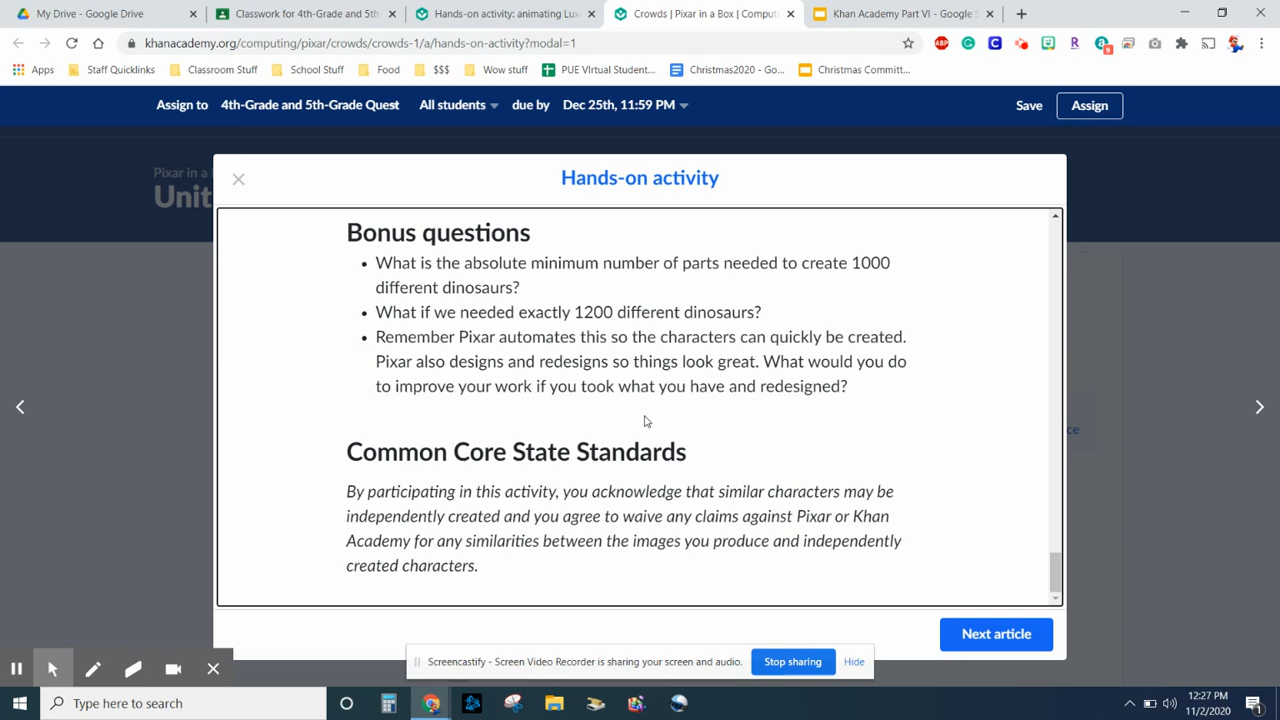 My Drive - Google Drive
Classwork for 4th-Grade and 5th
Hands-on activity: animating Lux
Crowds | Pixar in a Box | Computi
Khan Academy Part VI - Google S
khanacademy.org/computing/pixar/crowds/crowds-1/a/hands-on-activity?modal=1
Apps
Staff Quicklinks
Classroom Stuff
School Stuff
Food
$$$
Wow stuff
PUE VIrtual Student...
Christmas2020 - Go...
Christmas Committ...
Assign to 4th-Grade and 5th-Grade Quest All students due by Dec 25th, 11:59 PM Save Assign
Pixar in a
Unit
Hands-on activity
Bonus questions
• What is the absolute minimum number of parts needed to create 1000
different dinosaurs?
• What if we needed exactly 1200 different dinosaurs?
• Remember Pixar automates this so the characters can quickly be created.
Pixar also designs and redesigns so things look great. What would you do
to improve your work if you took what you have and redesigned?
Common Core State Standards
By participating in this activity, you acknowledge that similar characters may be
independently created and you agree to waive any claims against Pixar or Khan
Academy for any similarities between the images you produce and independently
created characters.
ce
Next article
Screencastify - Screen Video Recorder is sharing your screen and audio.
Stop sharing
Hide
Type here to search
12:27 PM
11/2/2020